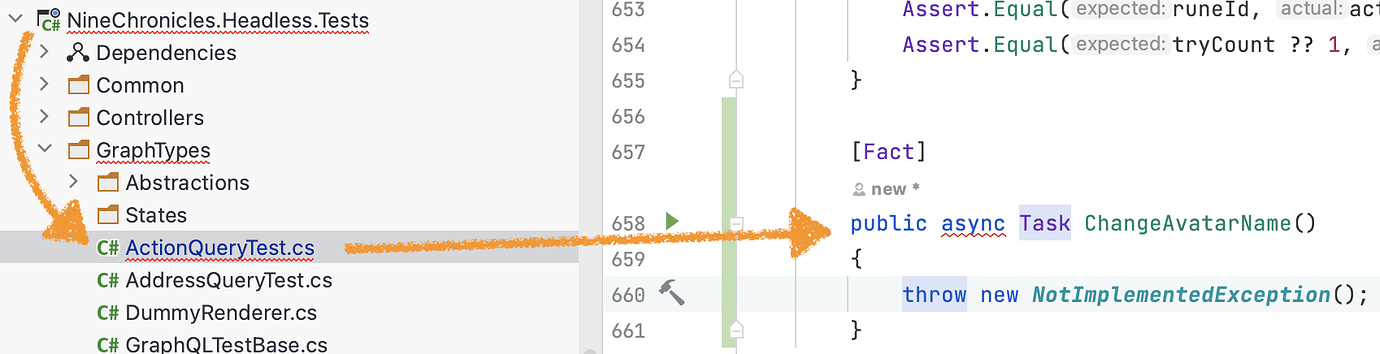 NineChronicles.Headless.Tests
Dependencies
Common
Controllers
GraphTypes
Abstractions
States
C# ActionQueryTest.cs
C# AddressQueryTest.cs
C# DummyRenderer.cs
C# GraphQLTestBase.cs
653 Assert.Equal( expected: runeId, actual: act
654 Assert.Equal( expected: tryCount ?? 1, a
655 }
656
657 [Fact]
new *
658 public async Task ChangeAvatarName()
659 {
660 throw new NotImplementedException();
661 }